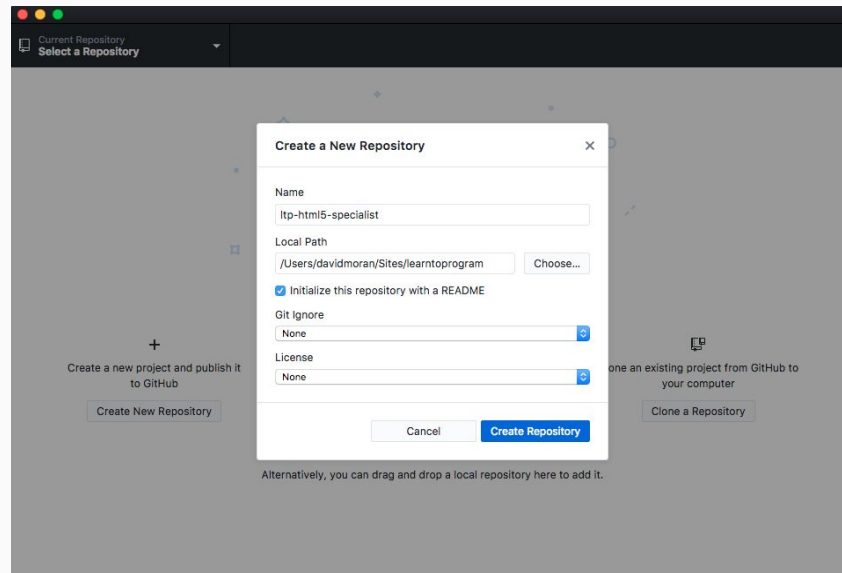 Current Repository
Select a Repository
Create a New Repository
Name
ltp-html5-specialist
Local Path
/Users/davidmoran/Sites/learntoprogram
Choose...
Initialize this repository with a README
Git Ignore
None
License
None
Cancel
Create Repository
Create a new project and publish it
to GitHub
Create New Repository
one an existing project from GitHub to
your computer
Clone a Repository
Alternatively, you can drag and drop a local repository here to add it.